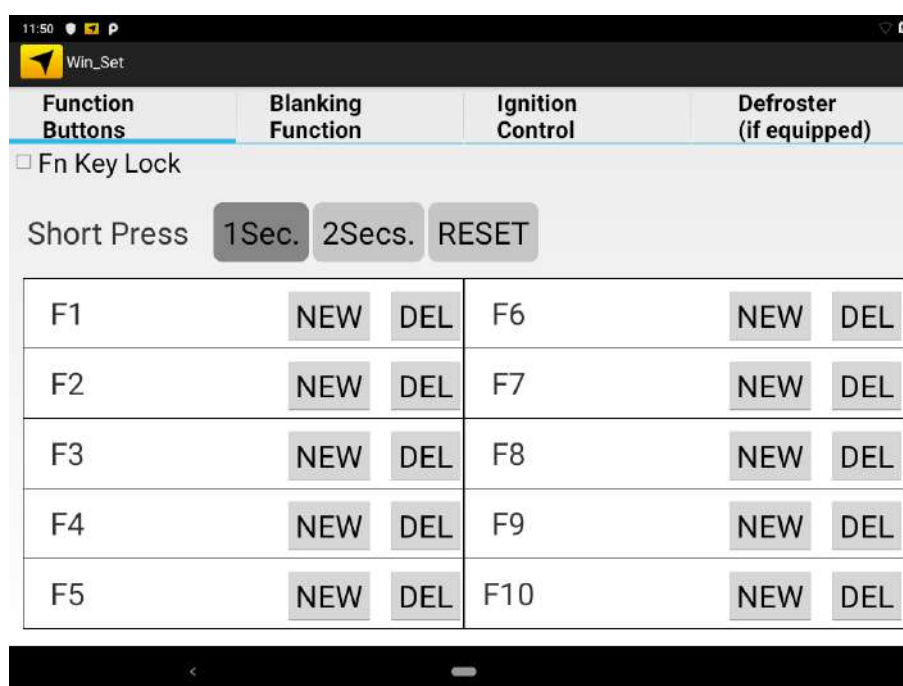 11:50 P
Win_Set
Function Buttons
Blanking Function
Ignition Control
Defroster (if equipped)
Fn Key Lock
Short Press 1Sec. 2Secs. RESET
F1 NEW DEL F6 NEW DEL
F2 NEW DEL F7 NEW DEL
F3 NEW DEL F8 NEW DEL
F4 NEW DEL F9 NEW DEL
F5 NEW DEL F10 NEW DEL